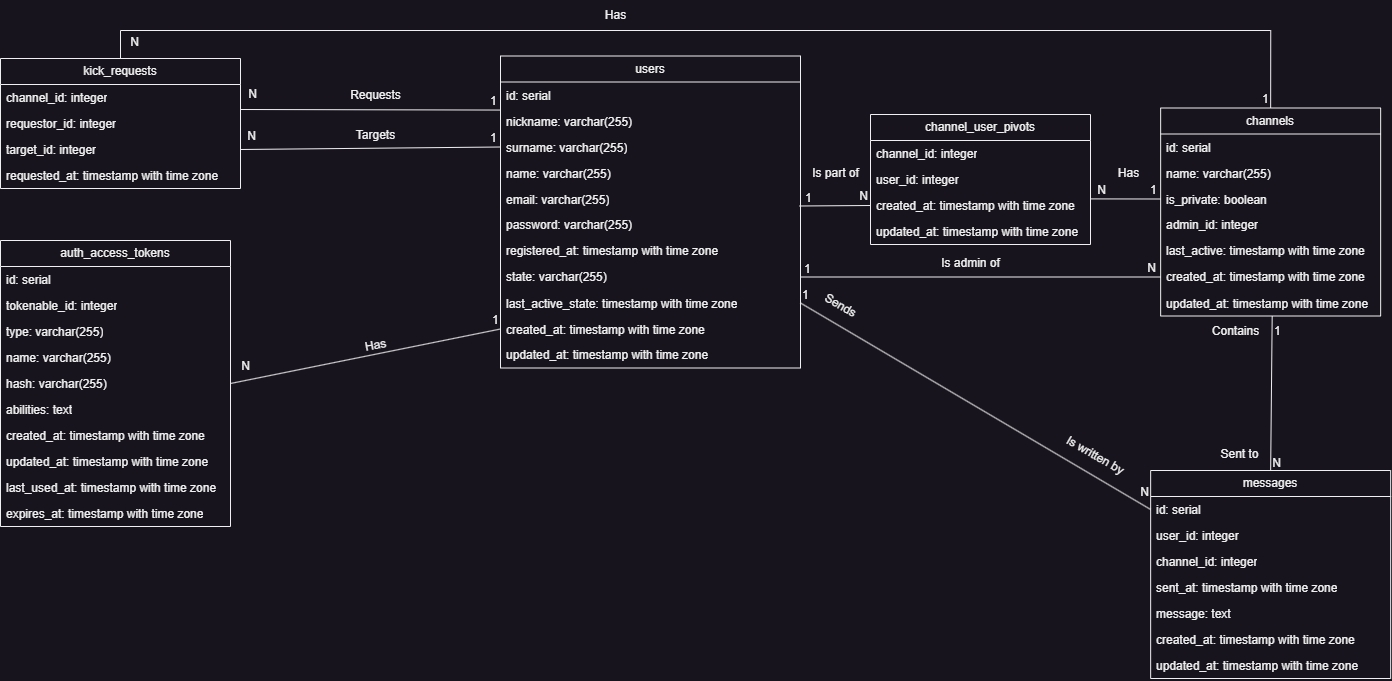 Has
N
1
kick_requests
channel_id: integer
requestor_id: integer
target_id: integer
requested_at: timestamp with time zone
N
Requests
1
N
Targets
1
users
id: serial
nickname: varchar(255)
surname: varchar(255)
name: varchar(255)
email: varchar(255)
password: varchar(255)
registered_at: timestamp with time zone
state: varchar(255)
last_active_state: timestamp with time zone
created_at: timestamp with time zone
updated_at: timestamp with time zone
Is part of
1
N
channel_user_pivots
channel_id: integer
user_id: integer
created_at: timestamp with time zone
updated_at: timestamp with time zone
Has
N
1
channels
id: serial
name: varchar(255)
is_private: boolean
admin_id: integer
last_active: timestamp with time zone
created_at: timestamp with time zone
updated_at: timestamp with time zone
1
Is admin of
N
auth_access_tokens
id: serial
tokenable_id: integer
type: varchar(255)
name: varchar(255)
hash: varchar(255)
abilities: text
created_at: timestamp with time zone
updated_at: timestamp with time zone
last_used_at: timestamp with time zone
expires_at: timestamp with time zone
N
Has
1
1
Sends
Is written by
N
Contains
1
Sent to
N
messages
id: serial
user_id: integer
channel_id: integer
sent_at: timestamp with time zone
message: text
created_at: timestamp with time zone
updated_at: timestamp with time zone